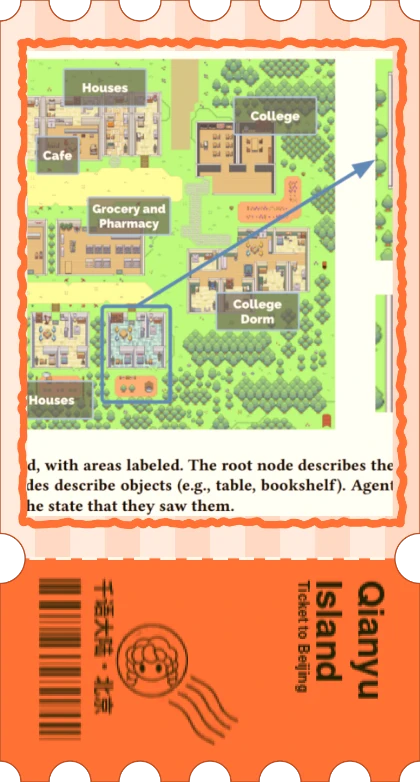 Houses
College
Cafe
Grocery and
Pharmacy
College
Dorm
Houses
d, with areas labeled. The root node describes the
des describe objects (e.g., table, bookshelf). Agent
he state that they saw them.
Qianyu
Island
Ticket to Beijing
千语大陆·北京